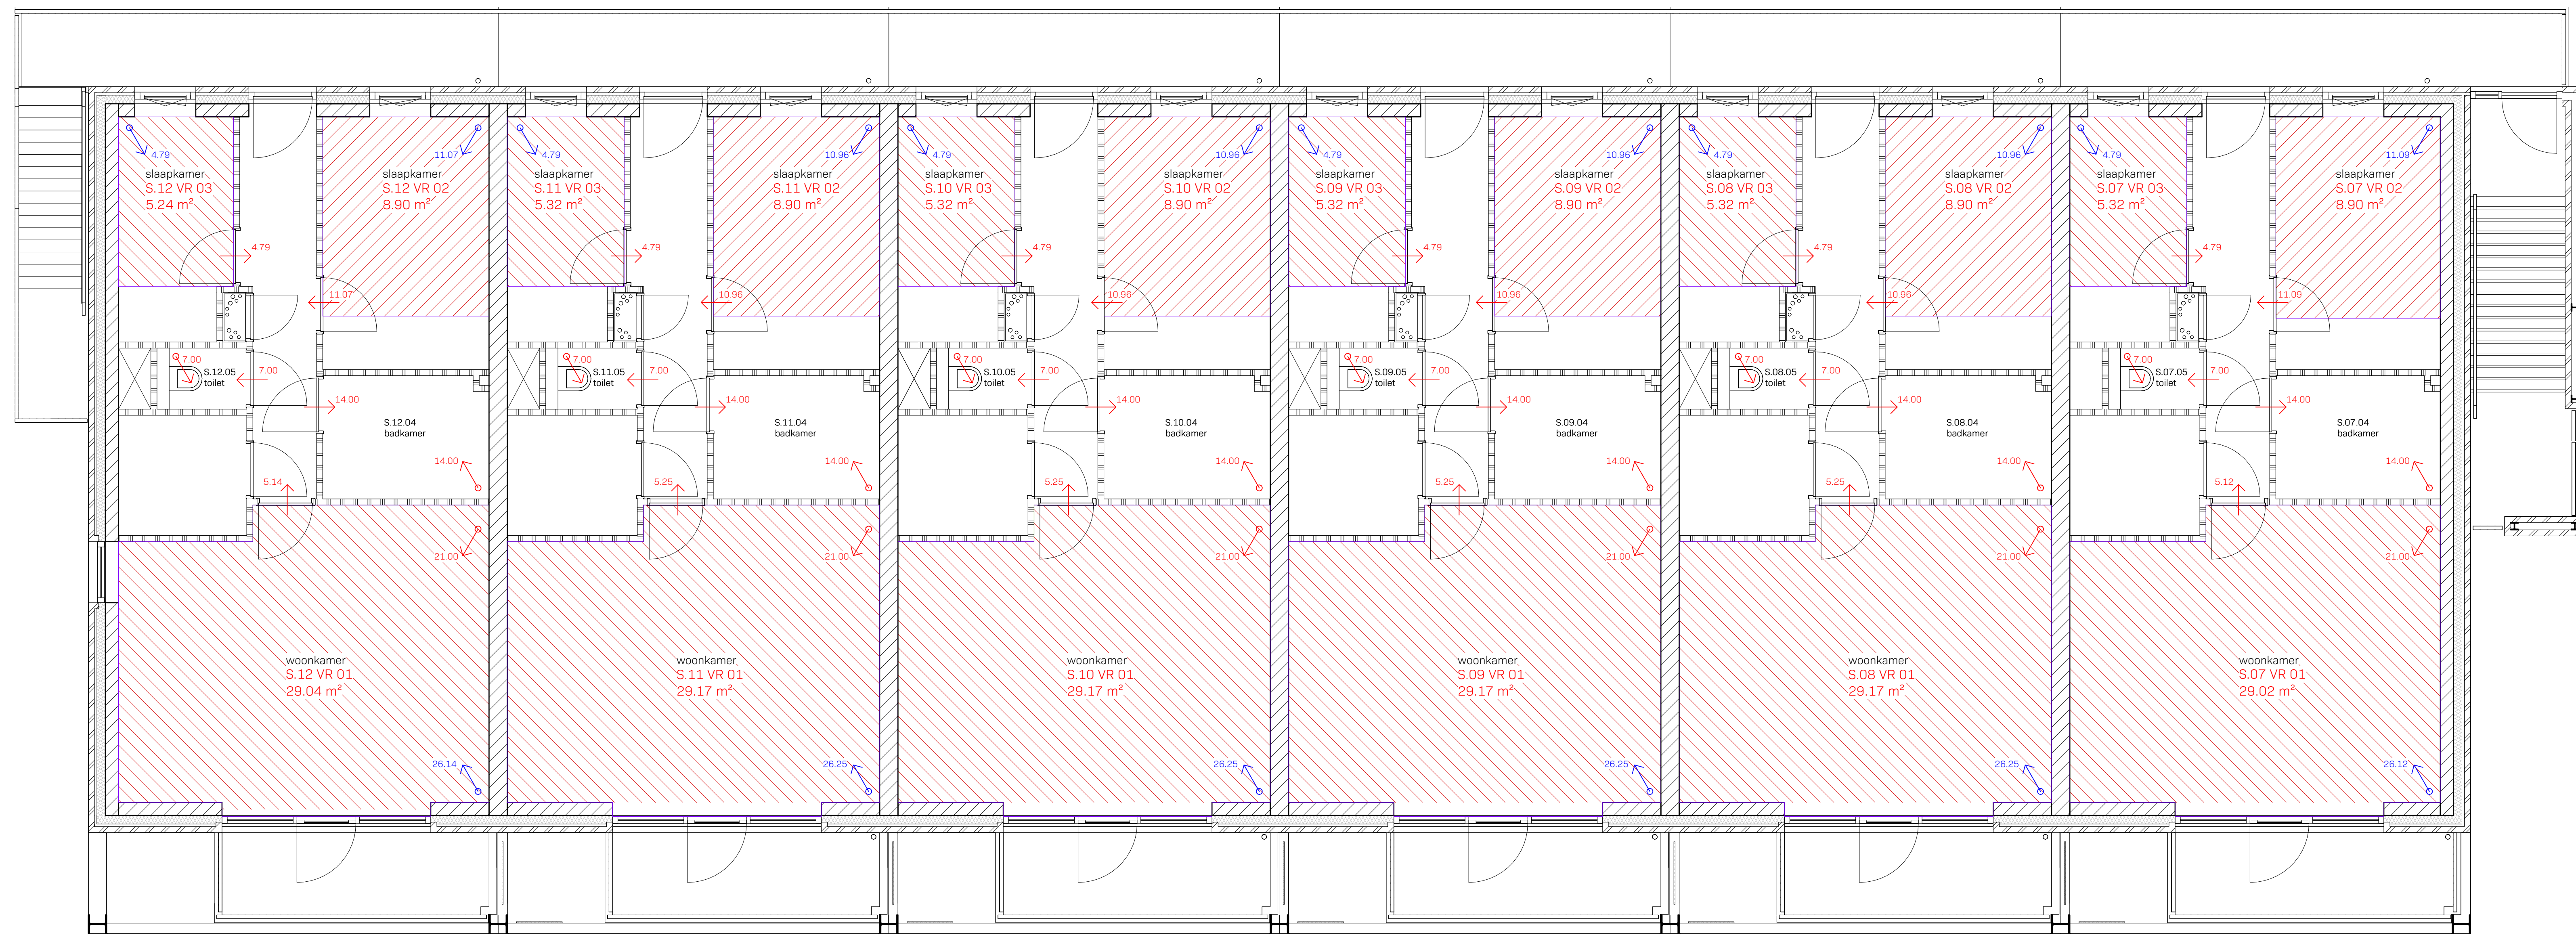 4.79
slaapkamer
S.12 VR 03
5.24 m²
4.79
11.07
slaapkamer
S.12 VR 02
8.90 m²
11.07
7.00
S.12.05
toilet
7.00
14.00
S.12.04
badkamer
14.00
5.14
21.00
woonkamer
S.12 VR 01
29.04 m²
26.14
4.79
slaapkamer
S.11 VR 03
5.32 m²
4.79
10.96
slaapkamer
S.11 VR 02
8.90 m²
10.96
7.00
S.11.05
toilet
7.00
14.00
S.11.04
badkamer
14.00
5.25
21.00
woonkamer
S.11 VR 01
29.17 m²
26.25
4.79
slaapkamer
S.10 VR 03
5.32 m²
4.79
10.96
slaapkamer
S.10 VR 02
8.90 m²
10.96
7.00
S.10.05
toilet
7.00
14.00
S.10.04
badkamer
14.00
5.25
21.00
woonkamer
S.10 VR 01
29.17 m²
26.25
4.79
slaapkamer
S.09 VR 03
5.32 m²
4.79
10.96
slaapkamer
S.09 VR 02
8.90 m²
10.96
7.00
S.09.05
toilet
7.00
14.00
S.09.04
badkamer
14.00
5.25
21.00
woonkamer
S.09 VR 01
29.17 m²
26.25
4.79
slaapkamer
S.08 VR 03
5.32 m²
4.79
10.96
slaapkamer
S.08 VR 02
8.90 m²
10.96
7.00
S.08.05
toilet
7.00
14.00
S.08.04
badkamer
14.00
5.25
21.00
woonkamer
S.08 VR 01
29.17 m²
26.25
4.79
slaapkamer
S.07 VR 03
5.32 m²
4.79
11.09
slaapkamer
S.07 VR 02
8.90 m²
11.09
7.00
S.07.05
toilet
7.00
14.00
S.07.04
badkamer
14.00
5.12
21.00
woonkamer
S.07 VR 01
29.02 m²
26.12